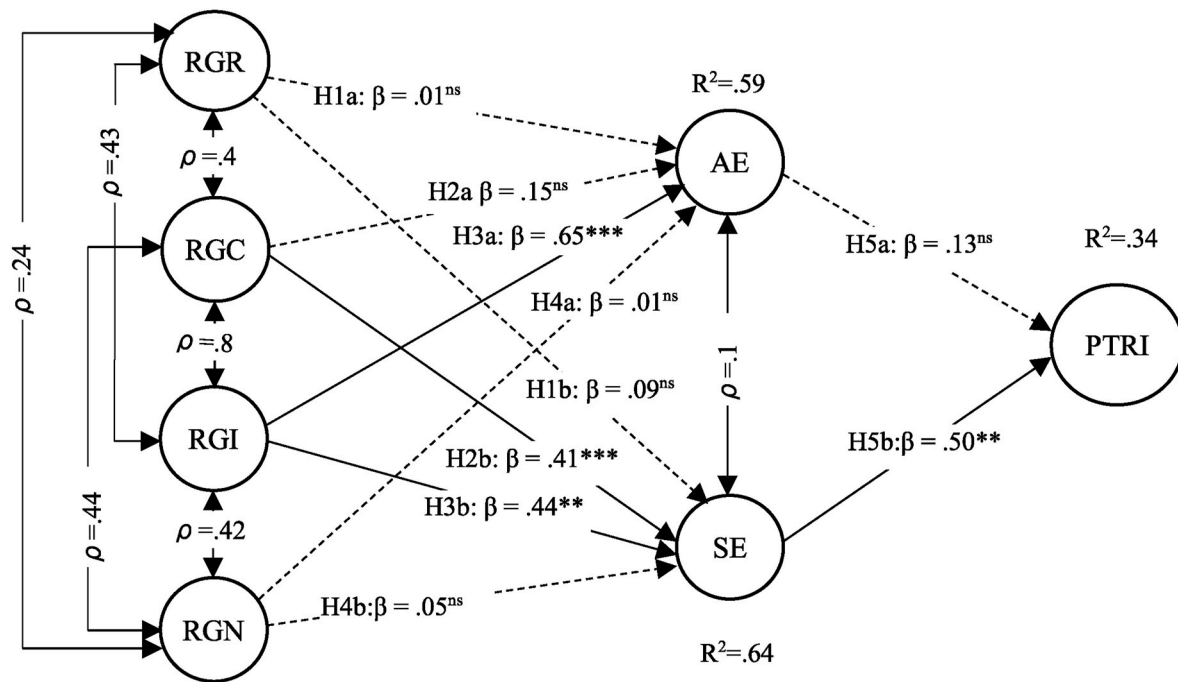 RGR
R²=.59
H1a: β = .01ⁿˢ
ρ =.43
ρ =.4
AE
H2a β = .15ⁿˢ
RGC
H3a: β = .65***
H5a: β = .13ⁿˢ
R²=.34
ρ =.24
H4a: β = .01ⁿˢ
ρ =.8
ρ =.1
PTRI
H1b: β = .09ⁿˢ
RGI
H2b: β = .41***
H5b:β = .50**
H3b: β = .44**
ρ =.44
ρ =.42
SE
H4b:β = .05ⁿˢ
RGN
R²=.64